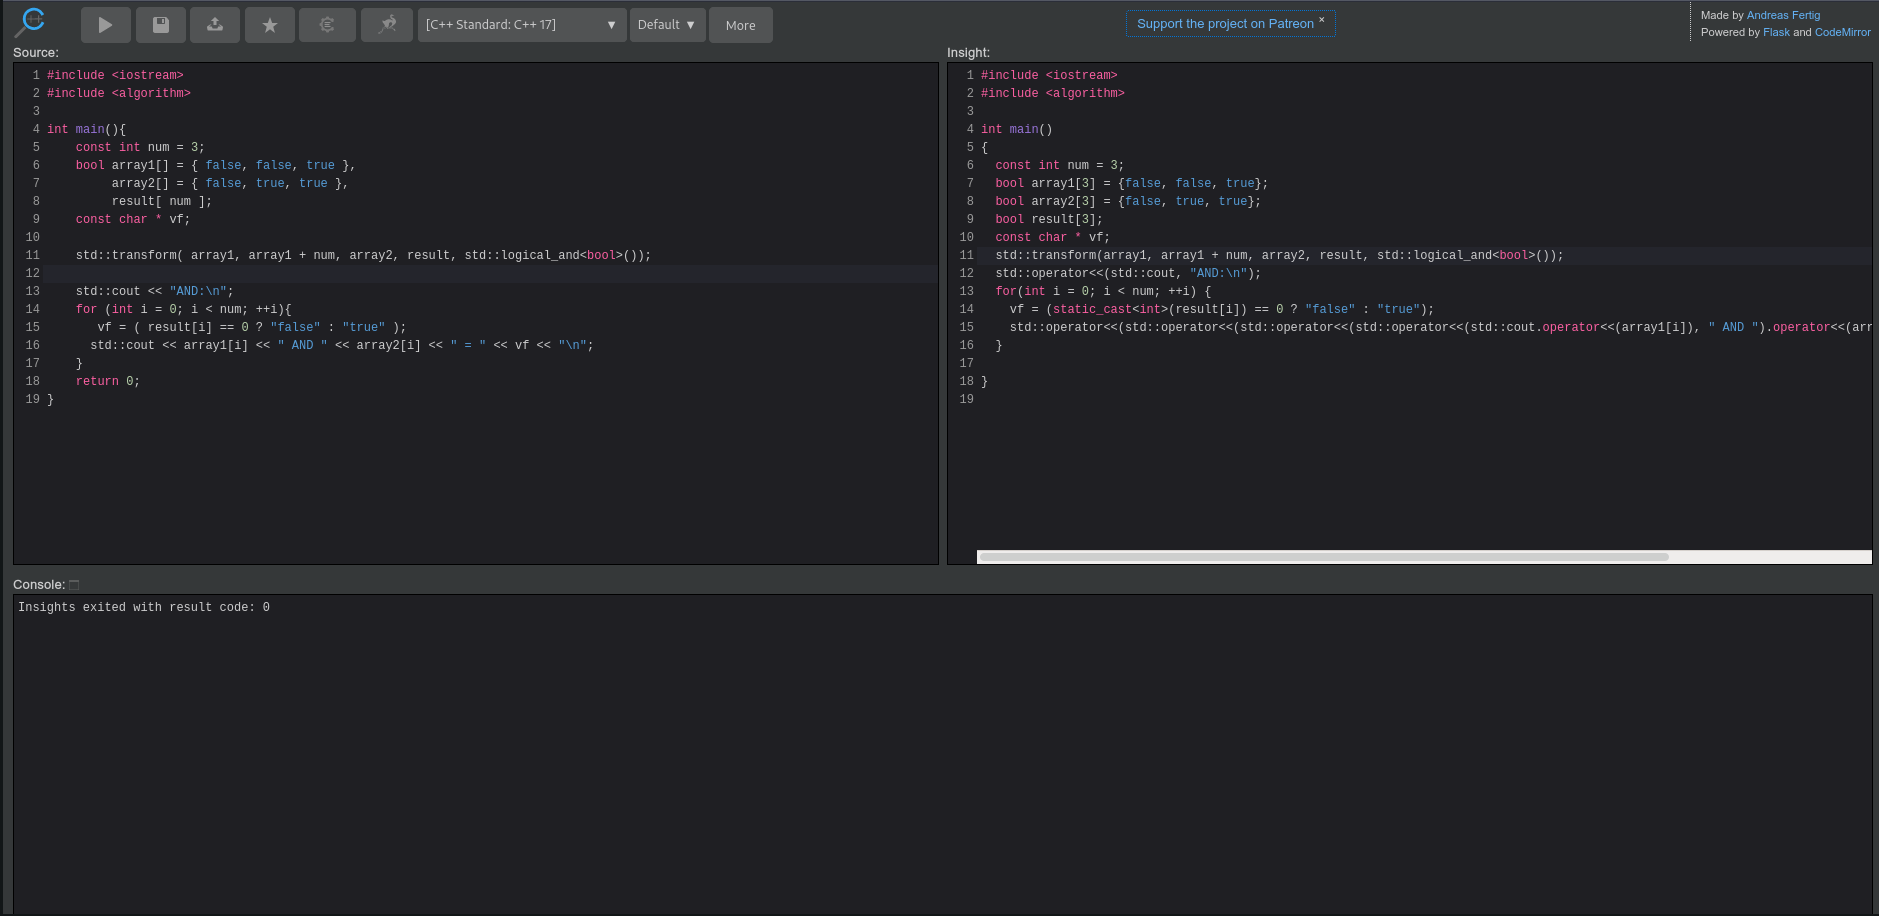 [C++ Standard: C++ 17] ▼ Default ▼ More
Support the project on Patreon ×
Made by Andreas Fertig
Powered by Flask and CodeMirror
Source:
1 #include <iostream>
2 #include <algorithm>
3
4 int main(){
5     const int num = 3;
6     bool array1[] = { false, false, true },
7          array2[] = { false, true, true },
8          result[ num ];
9     const char * vf;
10
11     std::transform( array1, array1 + num, array2, result, std::logical_and<bool>());
12
13     std::cout << "AND:\n";
14     for (int i = 0; i < num; ++i){
15        vf = ( result[i] == 0 ? "false" : "true" );
16       std::cout << array1[i] << " AND " << array2[i] << " = " << vf << "\n";
17     }
18     return 0;
19 }
Insight:
1 #include <iostream>
2 #include <algorithm>
3
4 int main()
5 {
6   const int num = 3;
7   bool array1[3] = {false, false, true};
8   bool array2[3] = {false, true, true};
9   bool result[3];
10   const char * vf;
11   std::transform(array1, array1 + num, array2, result, std::logical_and<bool>());
12   std::operator<<(std::cout, "AND:\n");
13   for(int i = 0; i < num; ++i) {
14     vf = (static_cast<int>(result[i]) == 0 ? "false" : "true");
15     std::operator<<(std::operator<<(std::operator<<(std::operator<<(std::cout.operator<<(array1[i]), " AND ").operator<<(arr
16   }
17
18 }
19
Console:
Insights exited with result code: 0